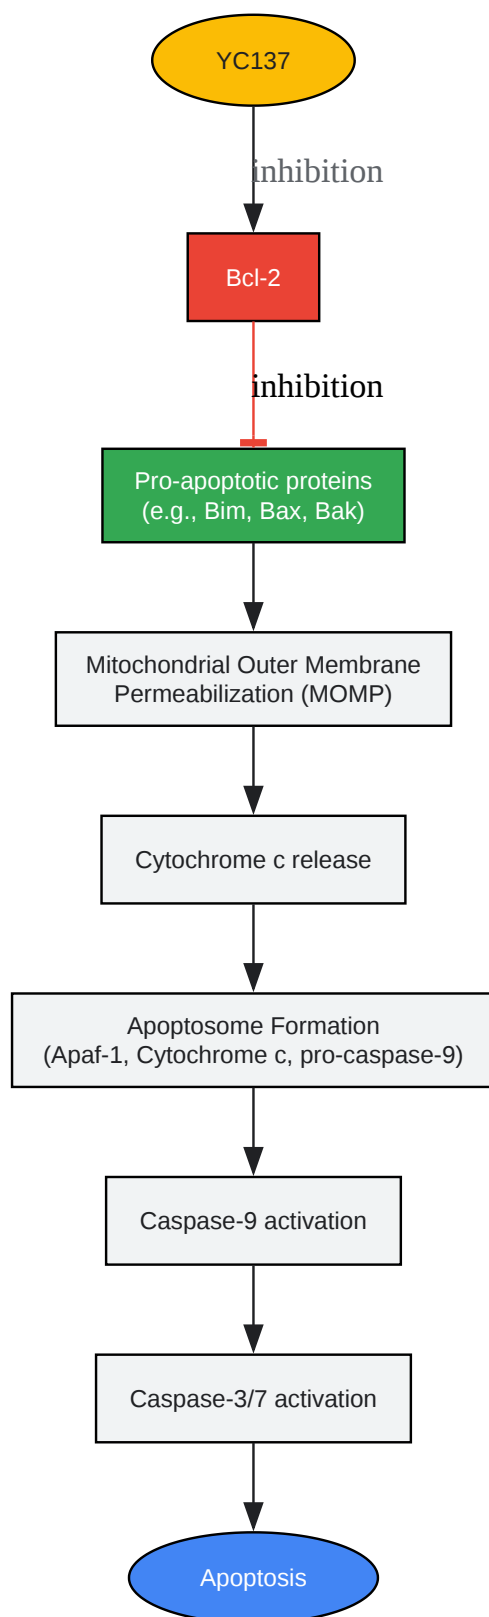 YC137
inhibition
Bcl-2
inhibition
Pro-apoptotic proteins
(e.g., Bim, Bax, Bak)
Mitochondrial Outer Membrane
Permeabilization (MOMP)
Cytochrome c release
Apoptosome Formation
(Apaf-1, Cytochrome c, pro-caspase-9)
Caspase-9 activation
Caspase-3/7 activation
Apoptosis